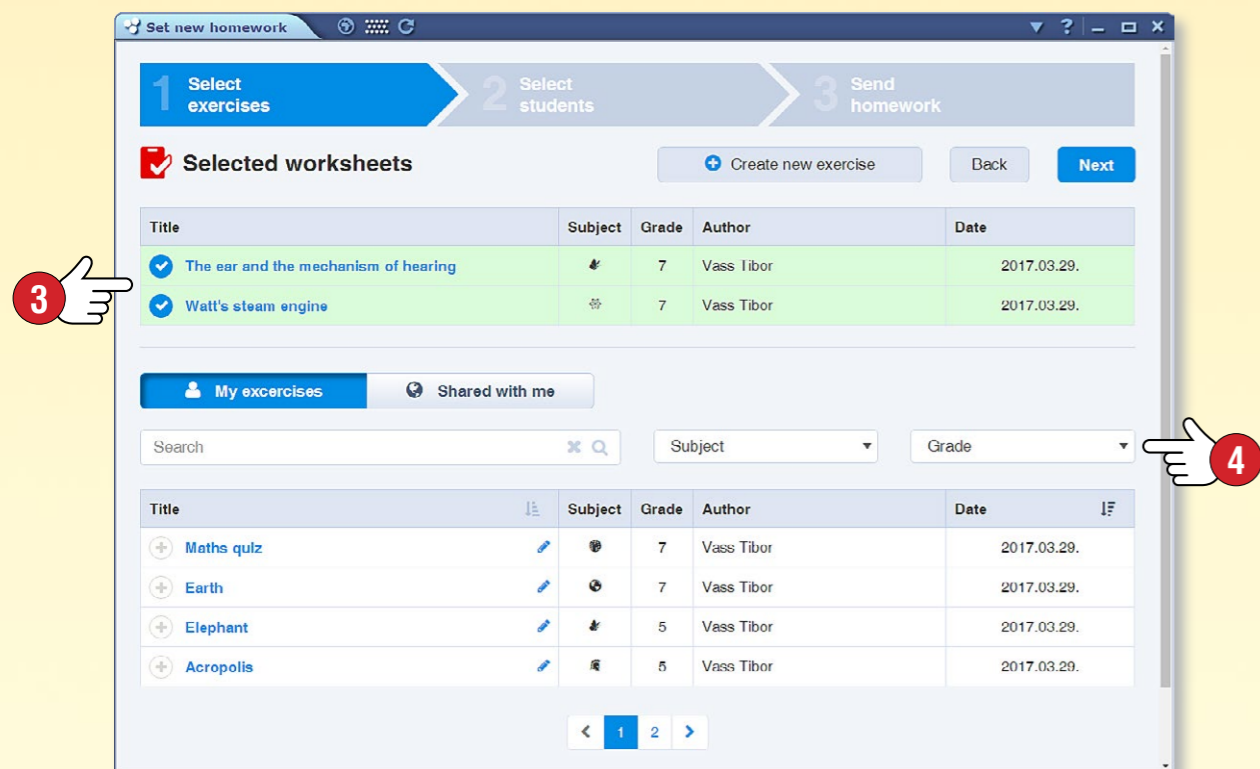 Set new homework
1 Select exercises
2 Select students
3 Send homework
Selected worksheets
Create new exercise Back Next
Title Subject Grade Author Date
The ear and the mechanism of hearing 7 Vass Tibor 2017.03.29.
Watt's steam engine 7 Vass Tibor 2017.03.29.
3
My excercises Shared with me
Search Subject Grade
4
Title Subject Grade Author Date
Maths quiz 7 Vass Tibor 2017.03.29.
Earth 7 Vass Tibor 2017.03.29.
Elephant 5 Vass Tibor 2017.03.29.
Acropolis 5 Vass Tibor 2017.03.29.
1 2